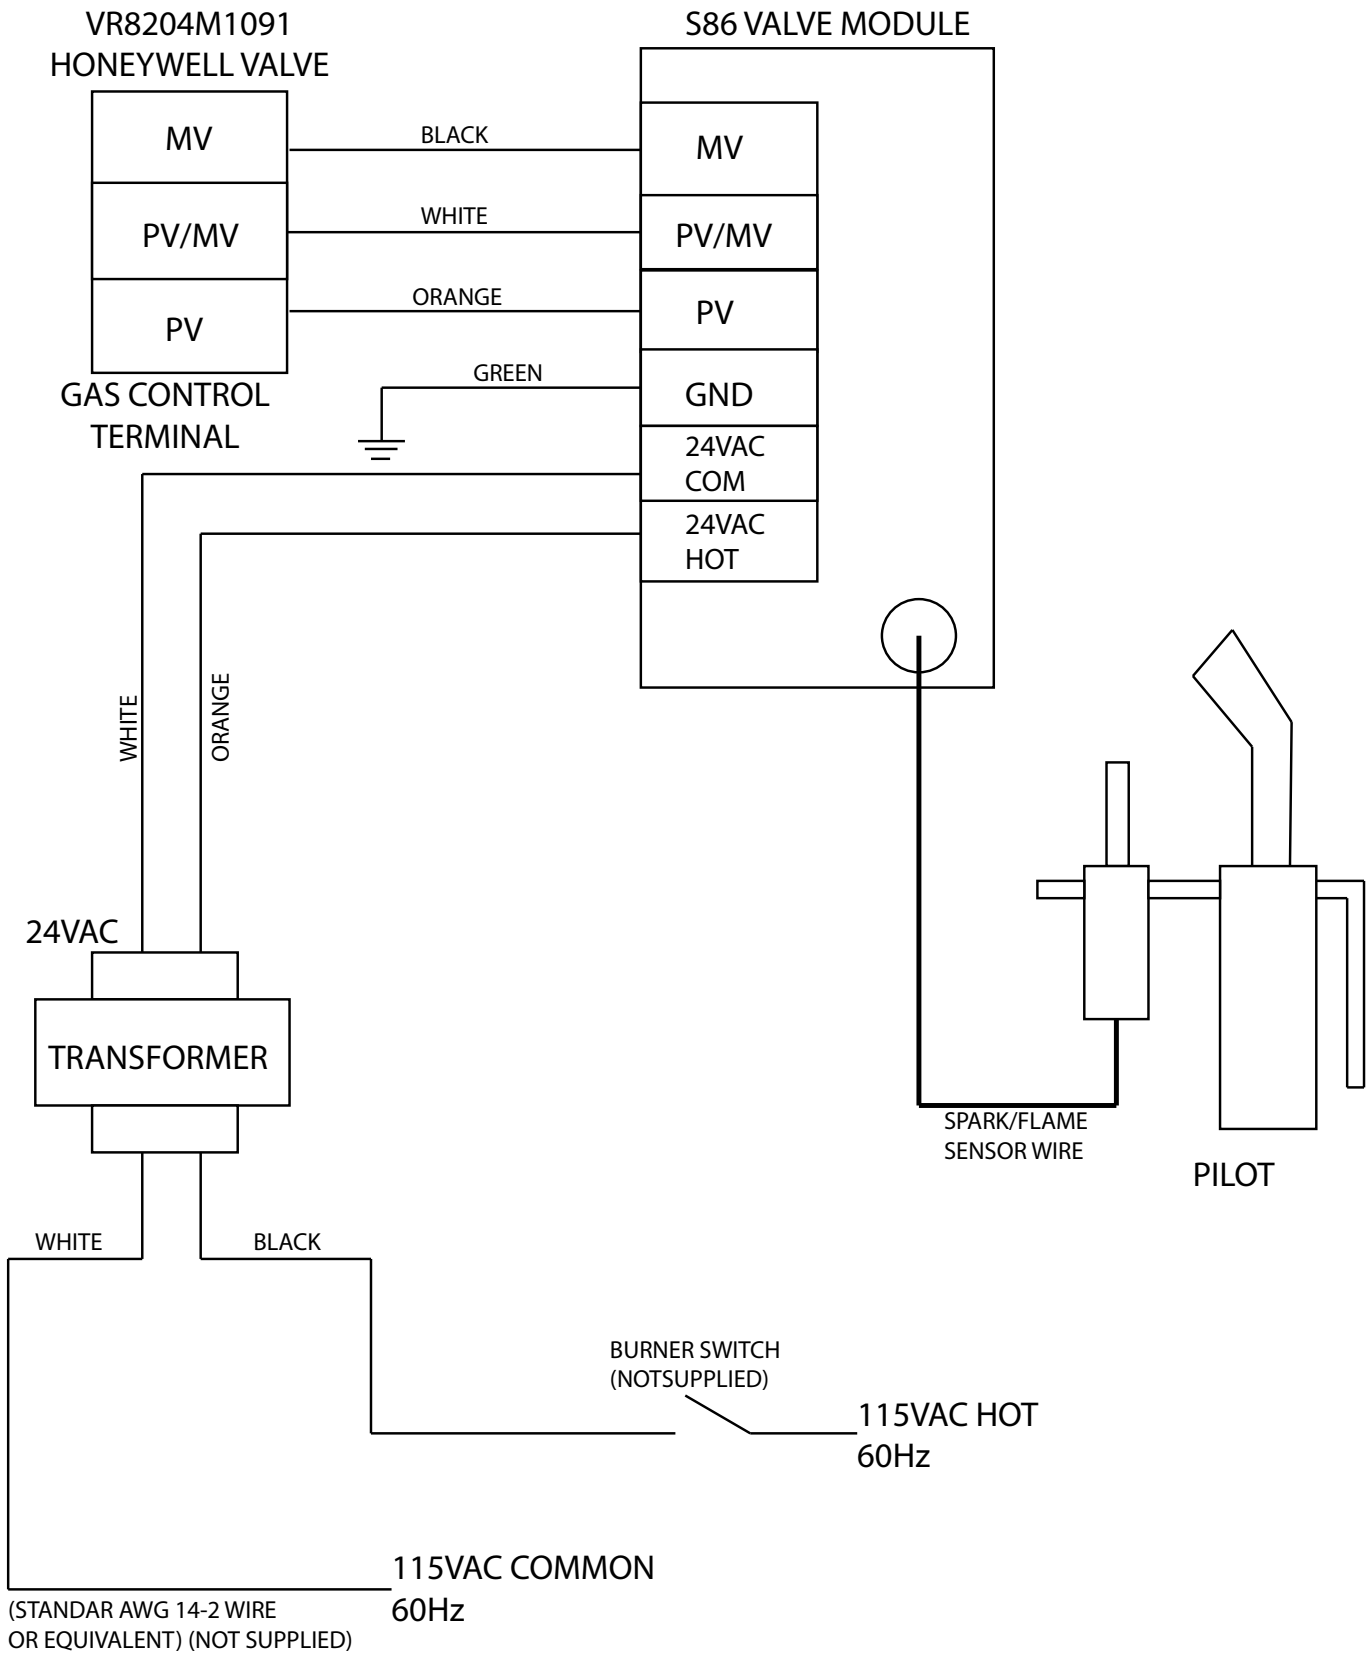 VR8204M1091
HONEYWELL VALVE
S86 VALVE MODULE
MV
BLACK
MV
PV/MV
WHITE
PV/MV
PV
ORANGE
PV
GAS CONTROL
TERMINAL
GREEN
GND
24VAC
COM
24VAC
HOT
WHITE
ORANGE
24VAC
TRANSFORMER
SPARK/FLAME
SENSOR WIRE
PILOT
WHITE
BLACK
BURNER SWITCH
(NOTSUPPLIED)
115VAC HOT
60Hz
115VAC COMMON
60Hz
(STANDAR AWG 14-2 WIRE
OR EQUIVALENT) (NOT SUPPLIED)